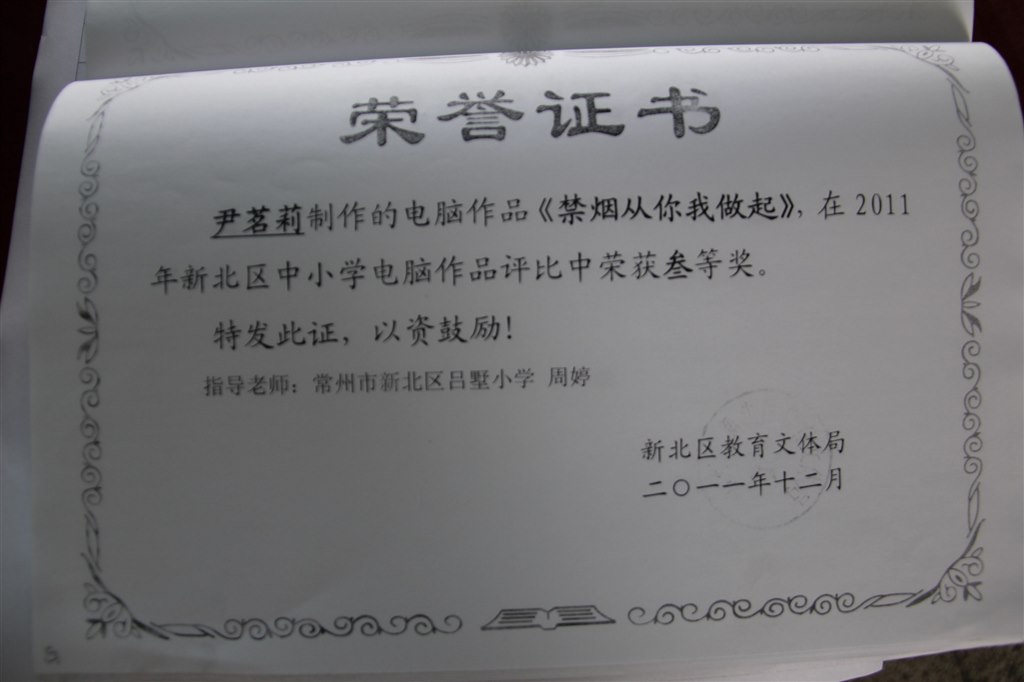 荣誉证书
尹茗莉制作的电脑作品《禁烟从你我做起》，在 2011
年新北区中小学电脑作品评比中荣获叁等奖。
特发此证，以资鼓励！
指导老师：常州市新北区吕墅小学 周婷
新北区教育文体局
二〇一一年十二月